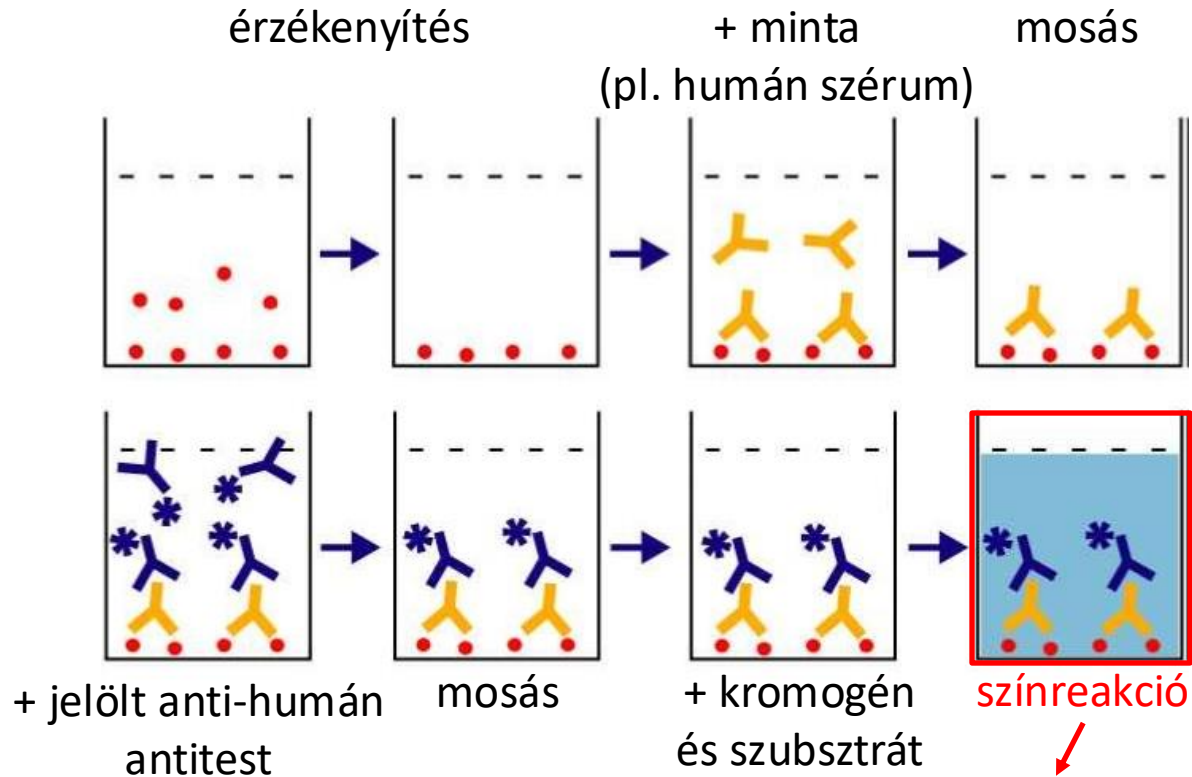 érzékenyítés
+ minta
(pl. humán szérum)
mosás
+ jelölt anti-humán
antitest
mosás
+ kromogén
és szubsztrát
színreakció